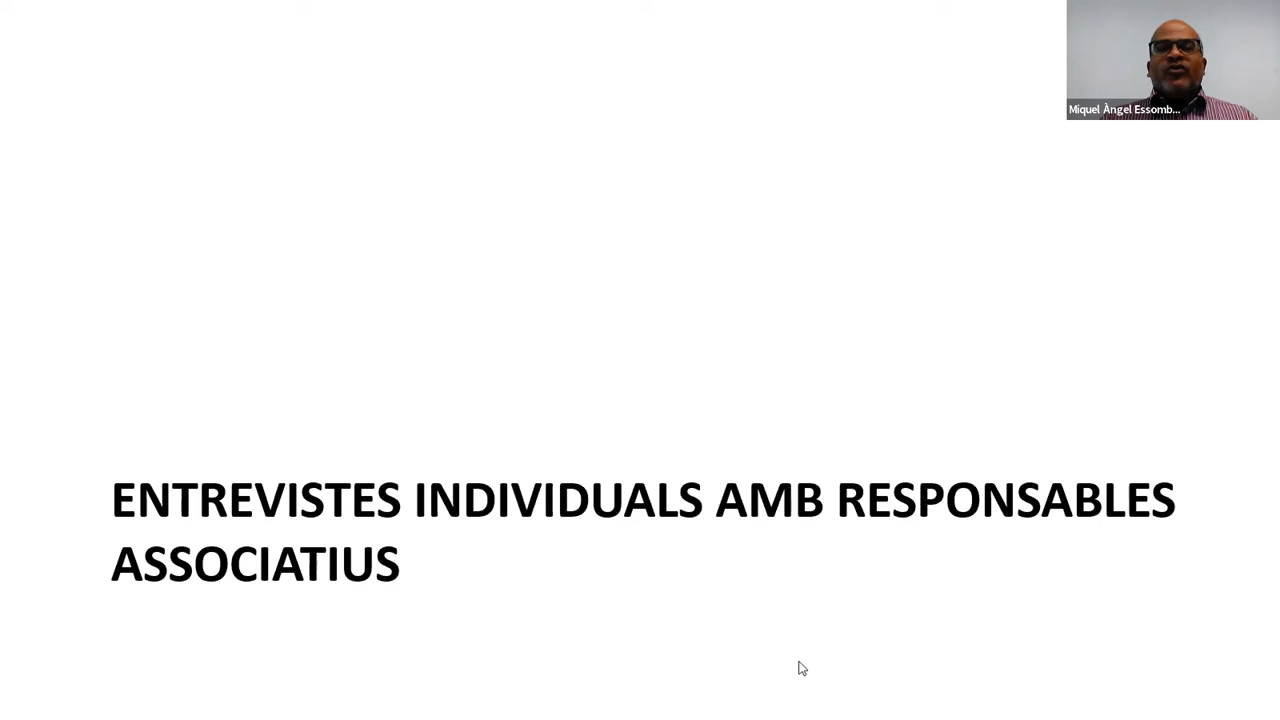 Miquel Àngel Essomb...
ENTREVISTES INDIVIDUALS AMB RESPONSABLES
ASSOCIATIUS